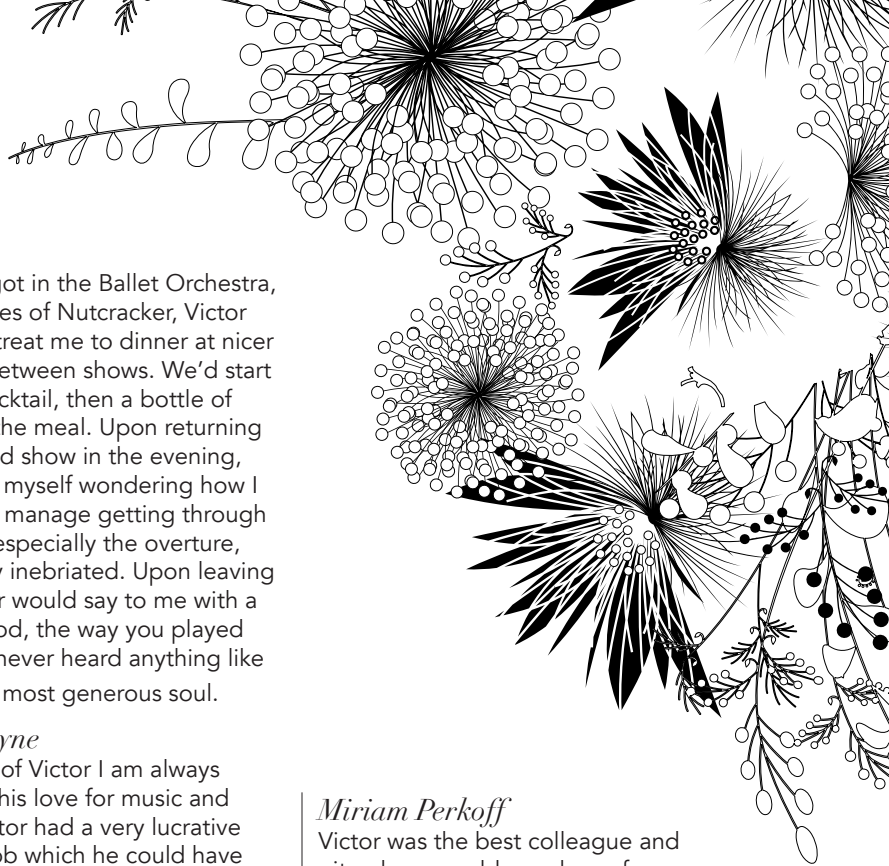 got in the Ballet Orchestra,
es of Nutcracker, Victor
treat me to dinner at nicer
etween shows. We’d start
cktail, then a bottle of
he meal. Upon returning
d show in the evening,
myself wondering how I
manage getting through
especially the overture,
y inebriated. Upon leaving
r would say to me with a
od, the way you played
never heard anything like
most generous soul.
yne
of Victor I am always
his love for music and
tor had a very lucrative
ob which he could have
Miriam Perkoff
Victor was the best colleague and